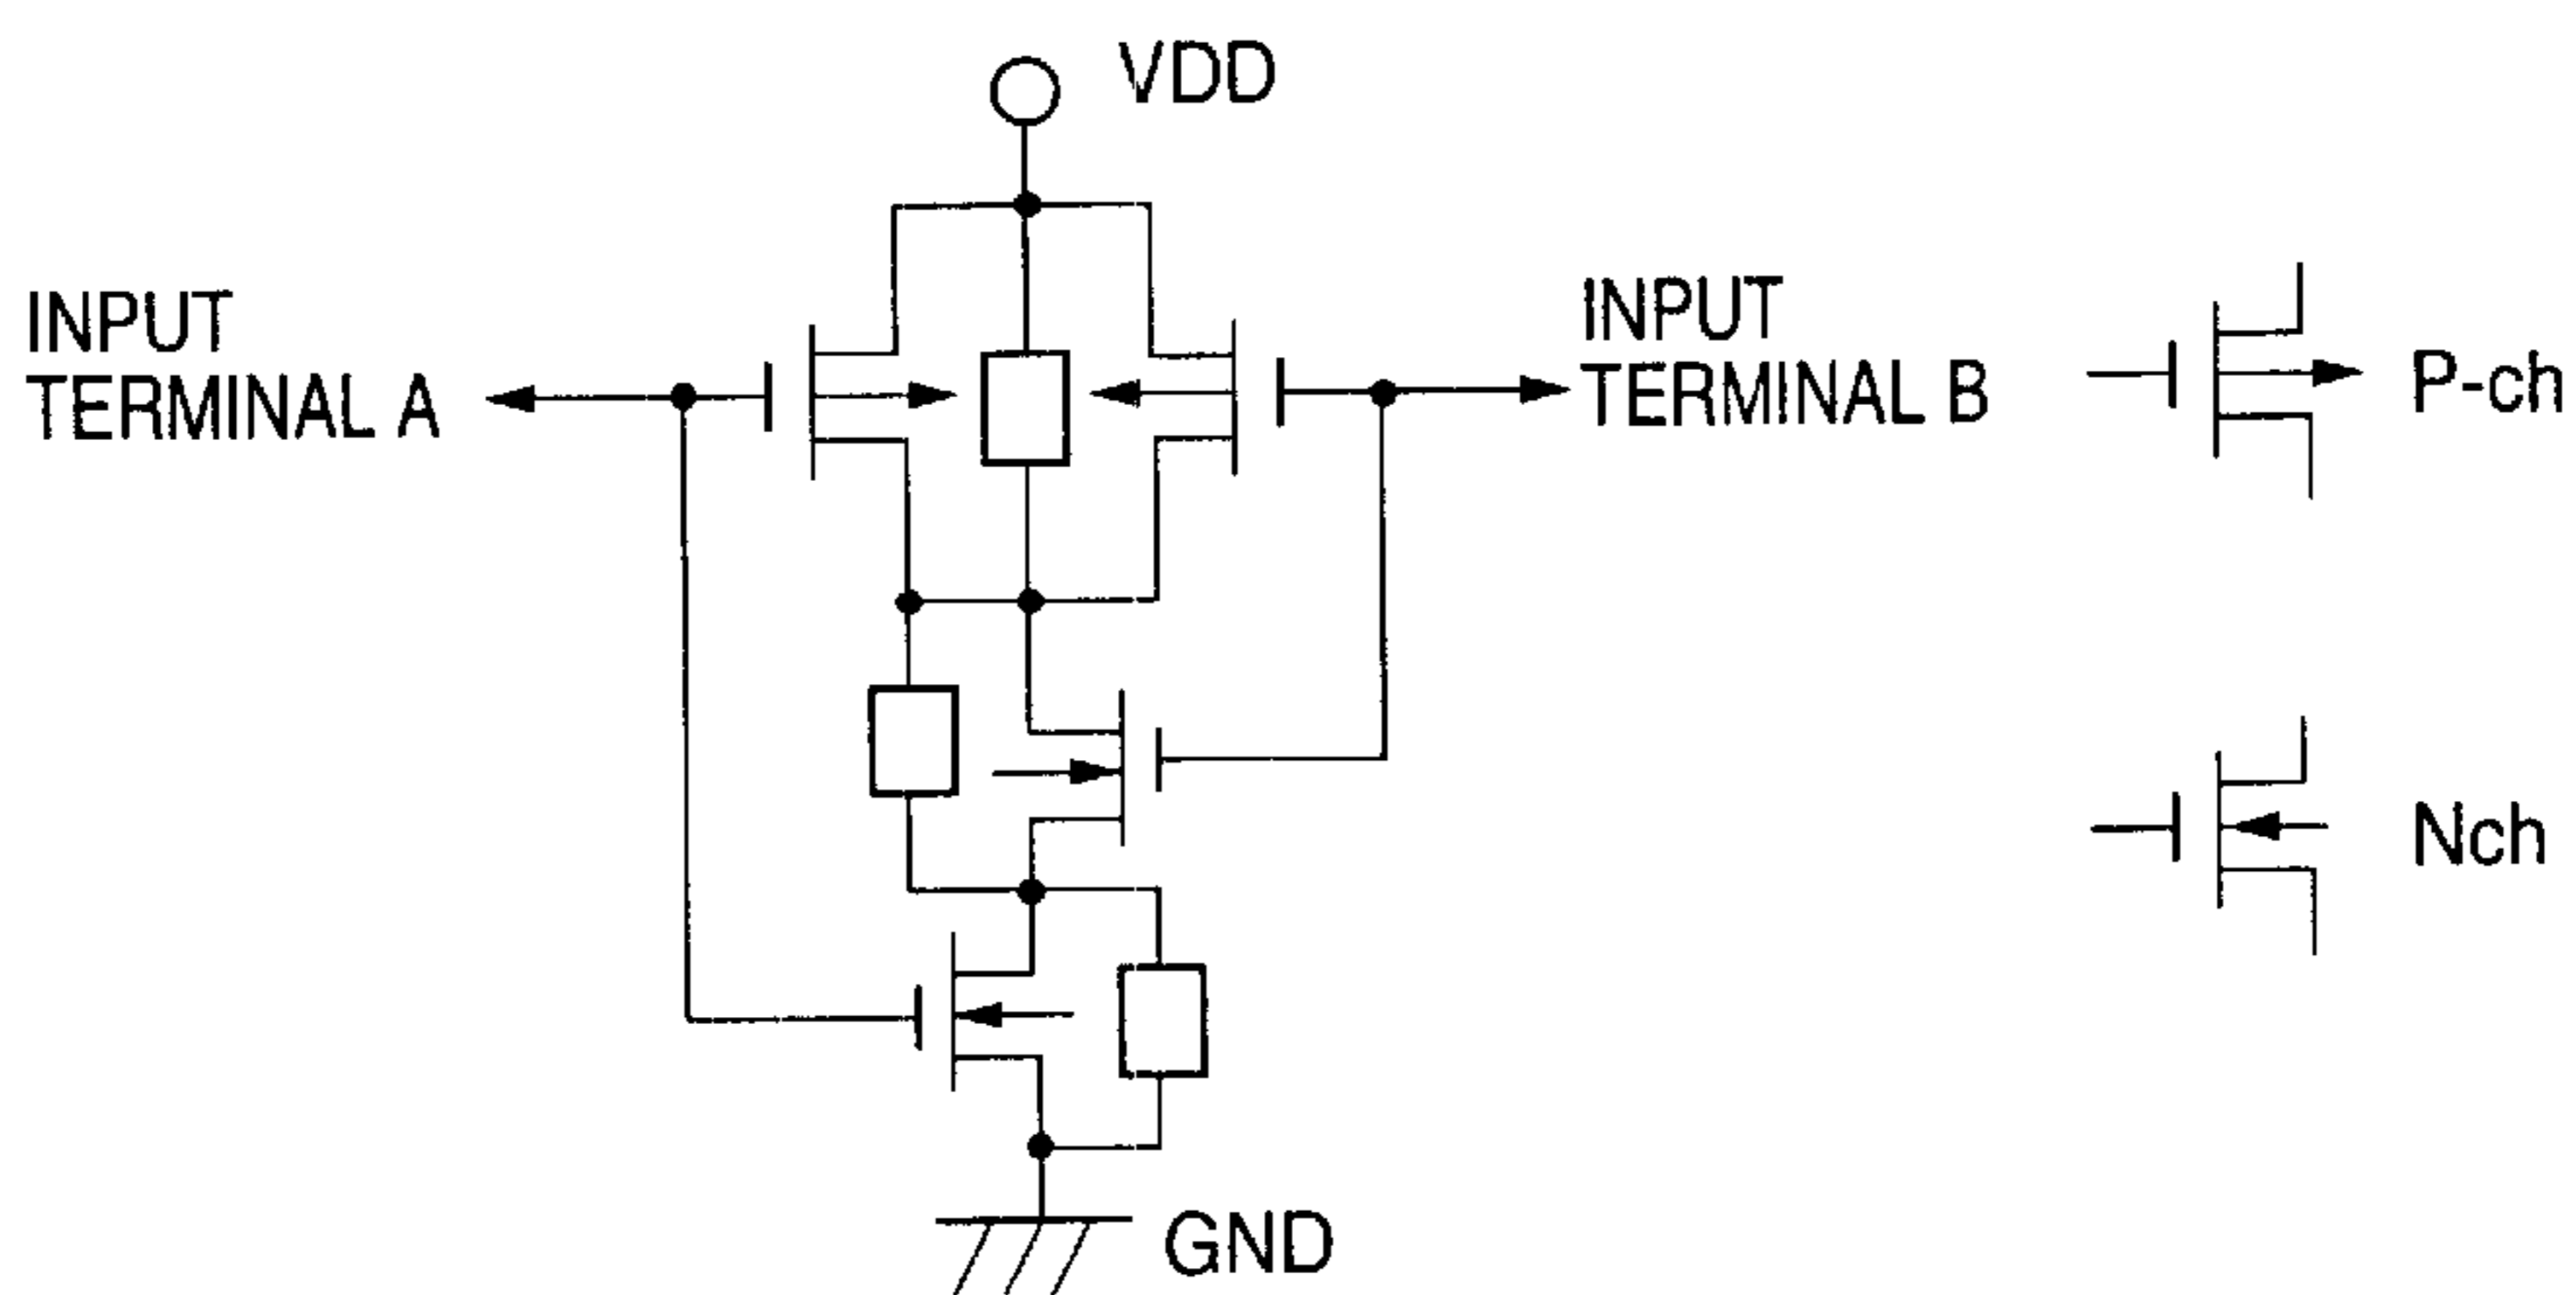 VDD
INPUT
TERMINAL A
INPUT
TERMINAL B
P-ch
Nch
GND